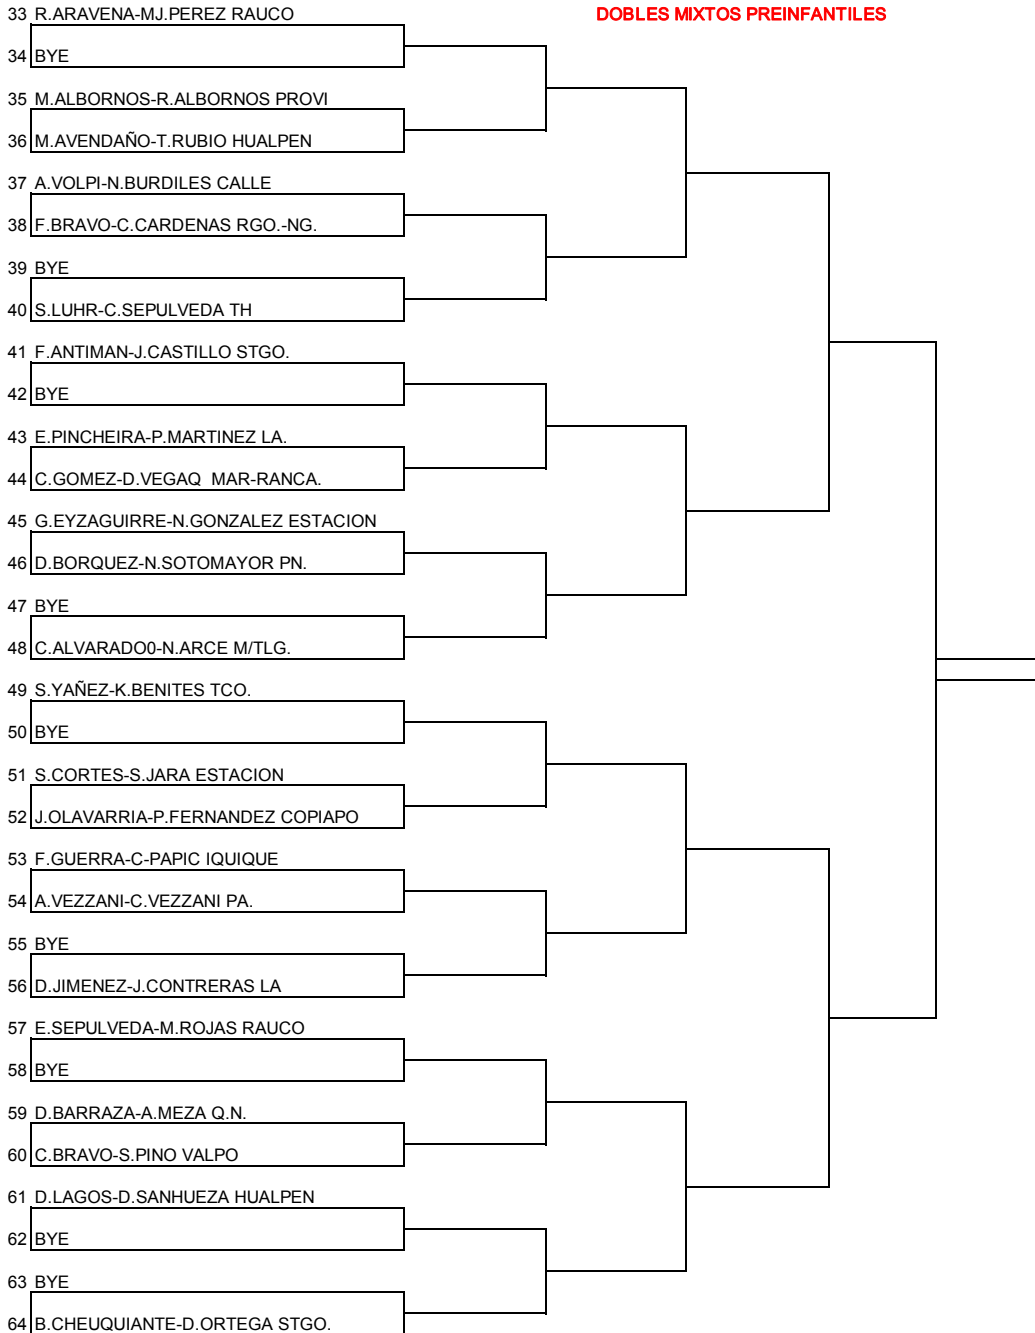 33 R.ARAVENA-MJ.PEREZ RAUCO
DOBLES MIXTOS PREINFANTILES
34 BYE
35 M.ALBORNOS-R.ALBORNOS PROVI
36 M.AVENDAÑO-T.RUBIO HUALPEN
37 A.VOLPI-N.BURDILES CALLE
38 F.BRAVO-C.CARDENAS RGO.-NG.
39 BYE
40 S.LUHR-C.SEPULVEDA TH
41 F.ANTIMAN-J.CASTILLO STGO.
42 BYE
43 E.PINCHEIRA-P.MARTINEZ LA.
44 C.GOMEZ-D.VEGAQ  MAR-RANCA.
45 G.EYZAGUIRRE-N.GONZALEZ ESTACION
46 D.BORQUEZ-N.SOTOMAYOR PN.
47 BYE
48 C.ALVARADO0-N.ARCE M/TLG.
49 S.YAÑEZ-K.BENITES TCO.
50 BYE
51 S.CORTES-S.JARA ESTACION
52 J.OLAVARRIA-P.FERNANDEZ COPIAPO
53 F.GUERRA-C-PAPIC IQUIQUE
54 A.VEZZANI-C.VEZZANI PA.
55 BYE
56 D.JIMENEZ-J.CONTRERAS LA
57 E.SEPULVEDA-M.ROJAS RAUCO
58 BYE
59 D.BARRAZA-A.MEZA Q.N.
60 C.BRAVO-S.PINO VALPO
61 D.LAGOS-D.SANHUEZA HUALPEN
62 BYE
63 BYE
64 B.CHEUQUIANTE-D.ORTEGA STGO.